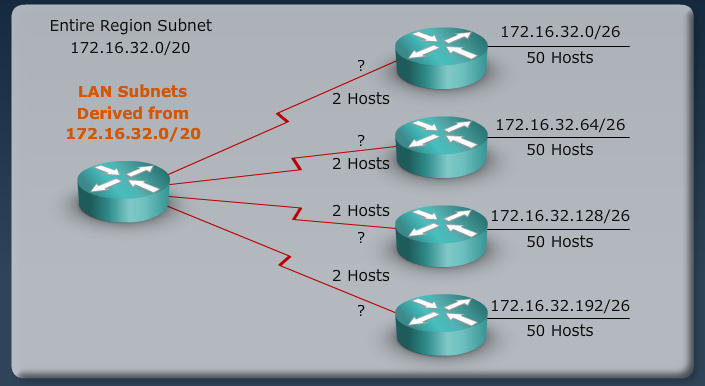 Entire Region Subnet
172.16.32.0/20
LAN Subnets
Derived from
172.16.32.0/20
172.16.32.0/26
50 Hosts
?
2 Hosts
172.16.32.64/26
50 Hosts
?
2 Hosts
172.16.32.128/26
50 Hosts
2 Hosts
?
172.16.32.192/26
50 Hosts
2 Hosts
?